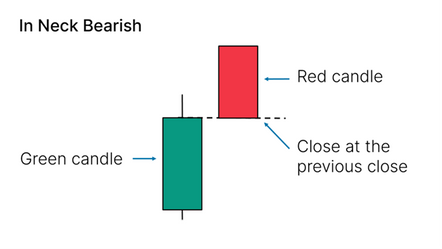 In Neck Bearish
Red candle
Green candle
Close at the
previous close